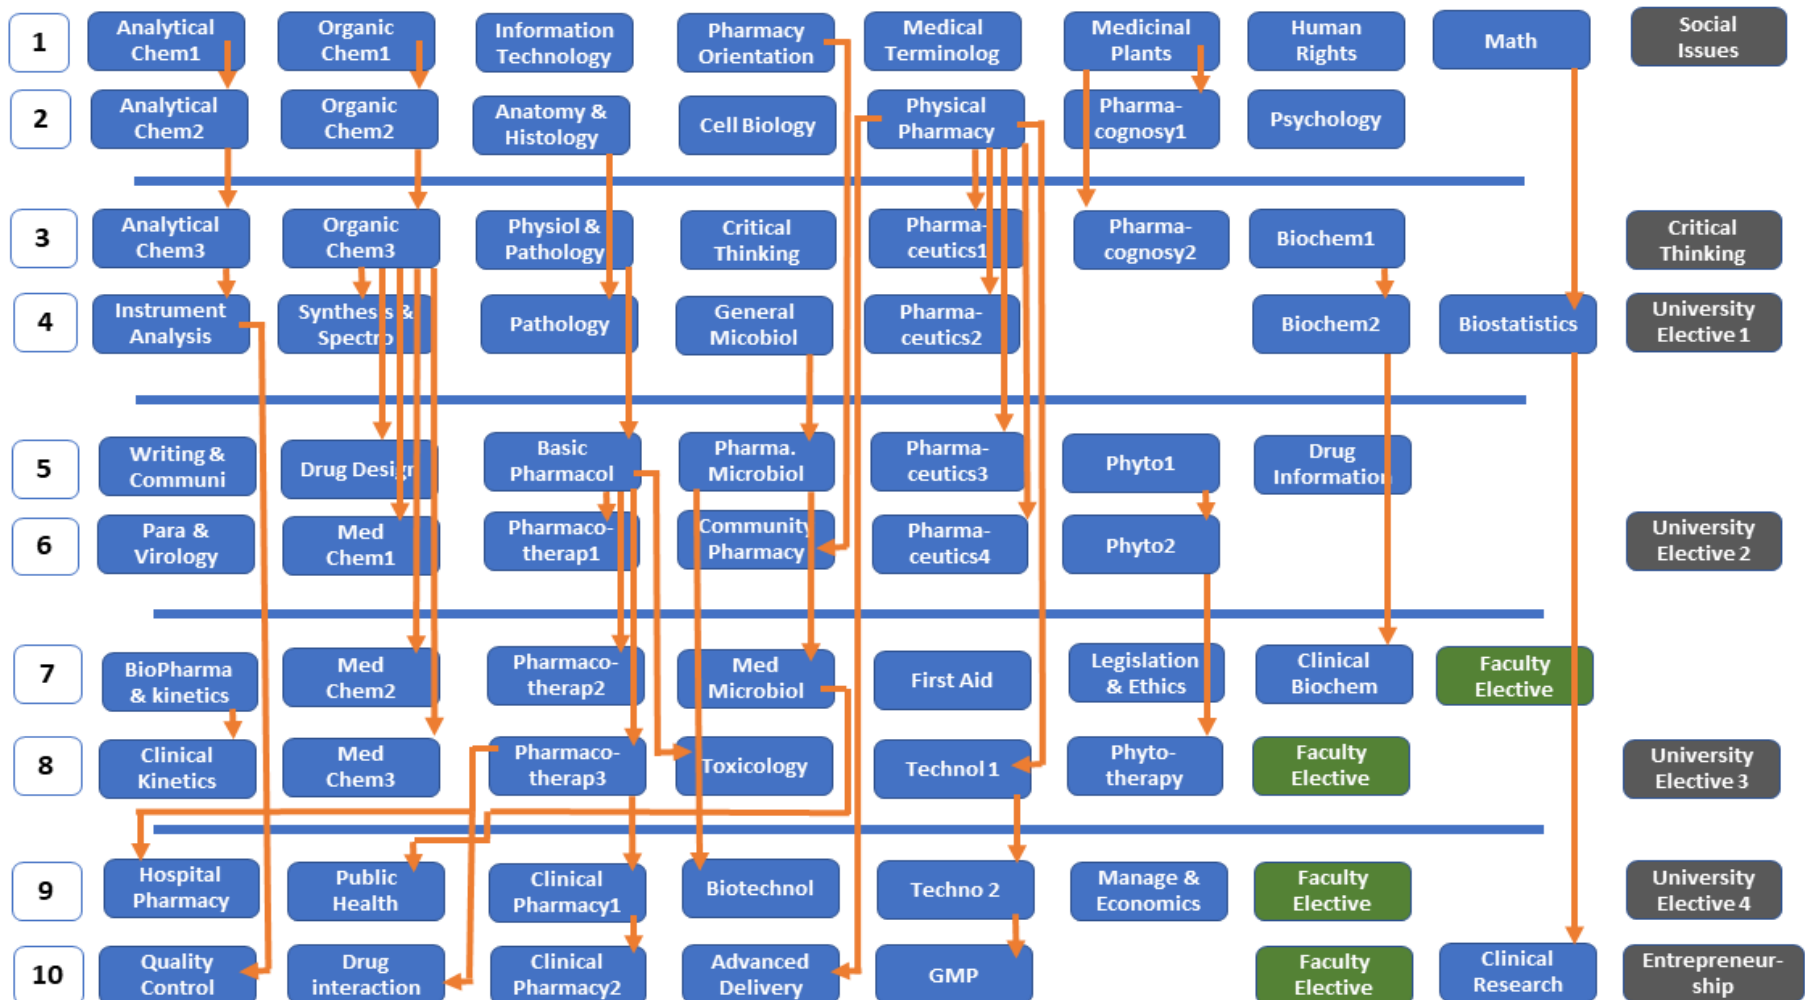 1
Analytical
Chem1
Organic
Chem1
Information
Technology
Pharmacy
Orientation
Medical
Terminolog
Medicinal
Plants
Human
Rights
Math
Social
Issues
2
Analytical
Chem2
Organic
Chem2
Anatomy &
Histology
Cell Biology
Physical
Pharmacy
Pharma-
cognosy1
Psychology
3
Analytical
Chem3
Organic
Chem3
Physiol &
Pathology
Critical
Thinking
Pharma-
ceutics1
Pharma-
cognosy2
Biochem1
Critical
Thinking
4
Instrument
Analysis
Synthesis &
Spectro
Pathology
General
Micobiol
Pharma-
ceutics2
Biochem2
Biostatistics
University
Elective 1
5
Writing &
Communi
Drug Design
Basic
Pharmacol
Pharma.
Microbiol
Pharma-
ceutics3
Phyto1
Drug
Information
6
Para &
Virology
Med
Chem1
Pharmaco-
therap1
Community
Pharmacy
Pharma-
ceutics4
Phyto2
University
Elective 2
7
BioPharma
& kinetics
Med
Chem2
Pharmaco-
therap2
Med
Microbiol
First Aid
Legislation
& Ethics
Clinical
Biochem
Faculty
Elective
8
Clinical
Kinetics
Med
Chem3
Pharmaco-
therap3
Toxicology
Technol 1
Phyto-
therapy
Faculty
Elective
University
Elective 3
9
Hospital
Pharmacy
Public
Health
Clinical
Pharmacy1
Biotechnol
Techno 2
Manage &
Economics
Faculty
Elective
University
Elective 4
10
Quality
Control
Drug
interaction
Clinical
Pharmacy2
Advanced
Delivery
GMP
Faculty
Elective
Clinical
Research
Entrepreneur-
ship